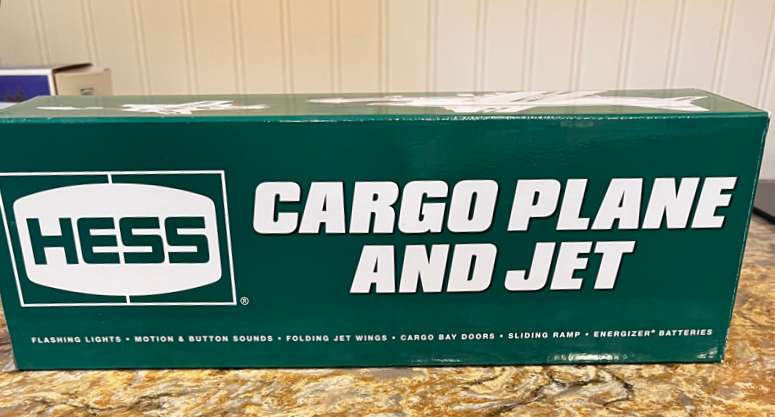 HESS
®
CARGO PLANE
AND JET
FLASHING LIGHTS • MOTION & BUTTON SOUNDS • FOLDING JET WINGS • CARGO BAY DOORS • SLIDING RAMP • ENERGIZER® BATTERIES